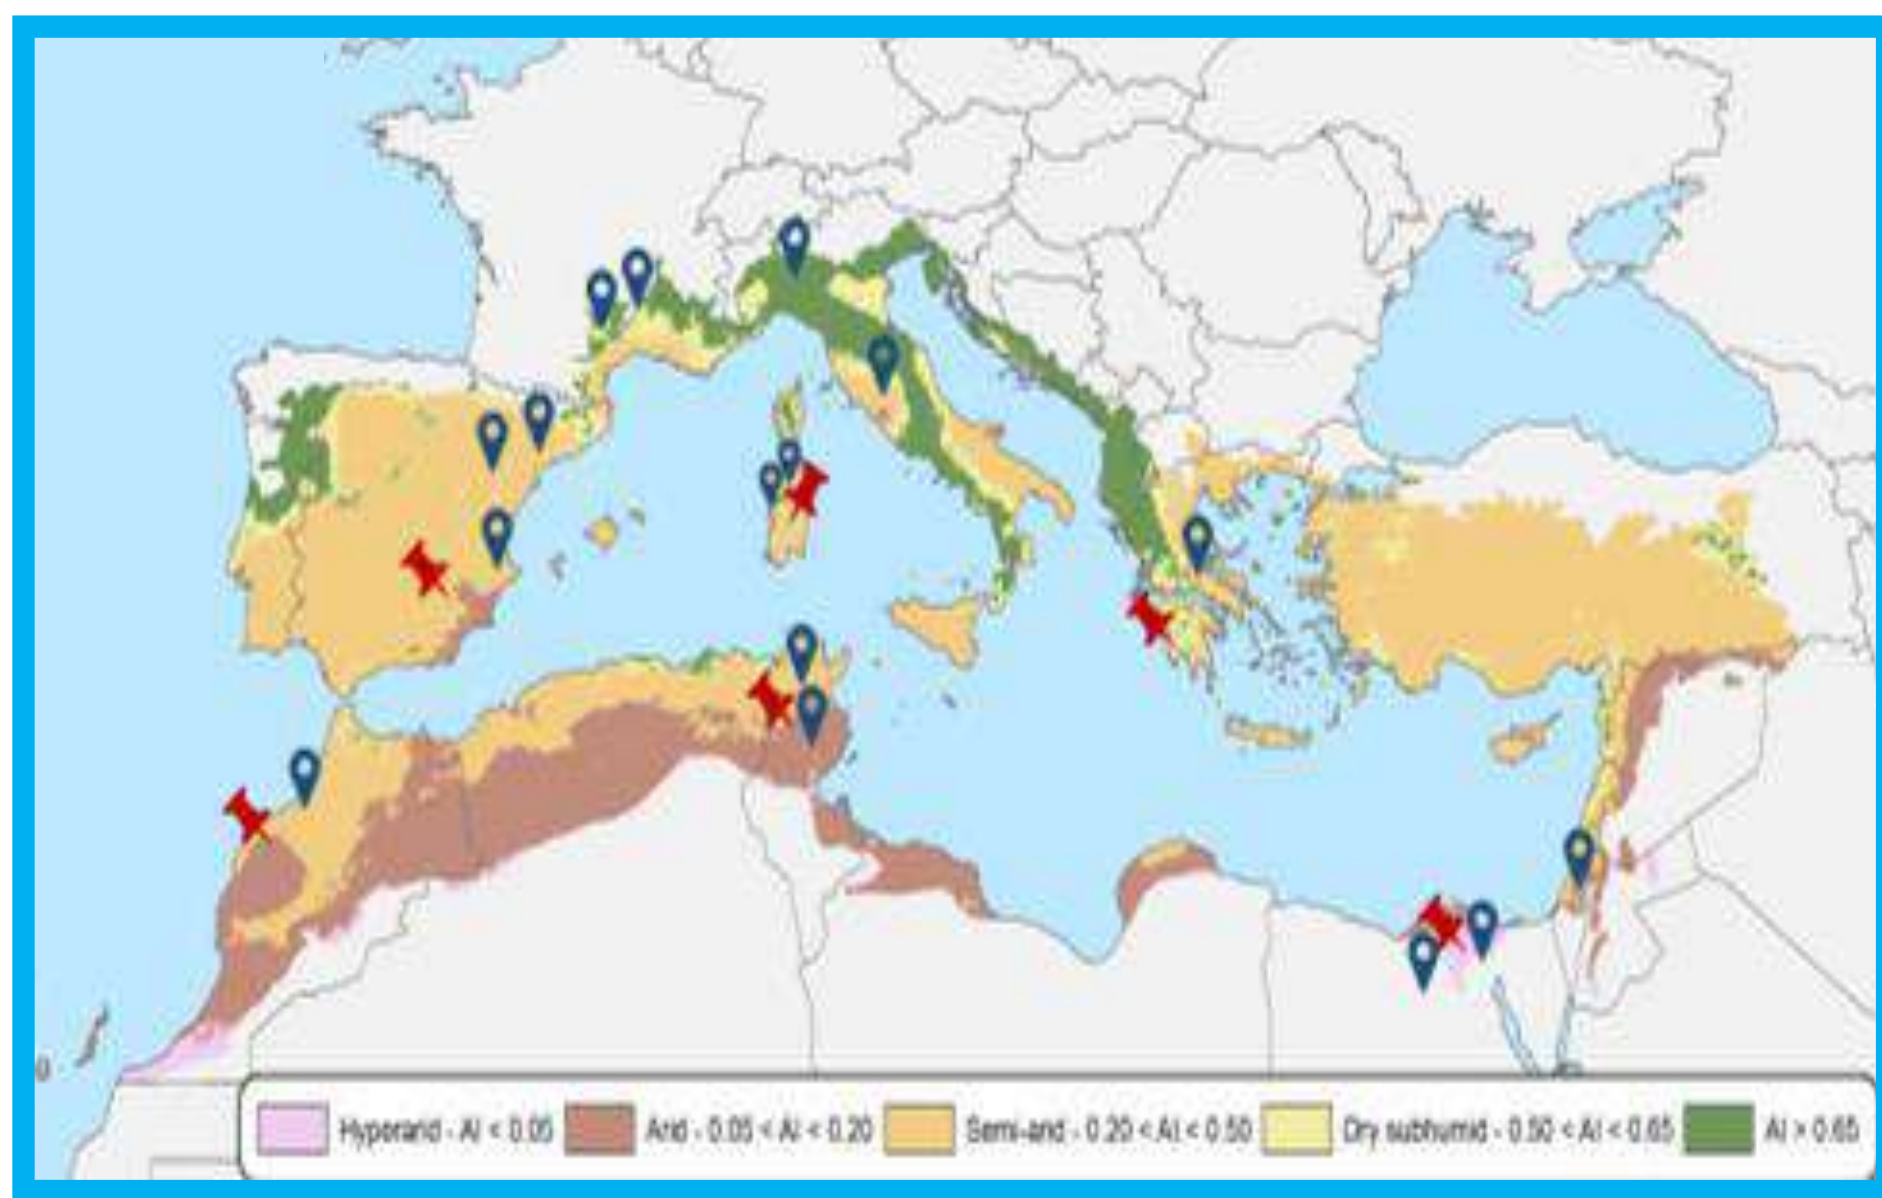 Hyperarid - AI < 0.05
Arid - 0.05 < AI < 0.20
Semi-arid - 0.20 < AI < 0.50
Dry subhumid - 0.50 < AI < 0.65
AI > 0.65